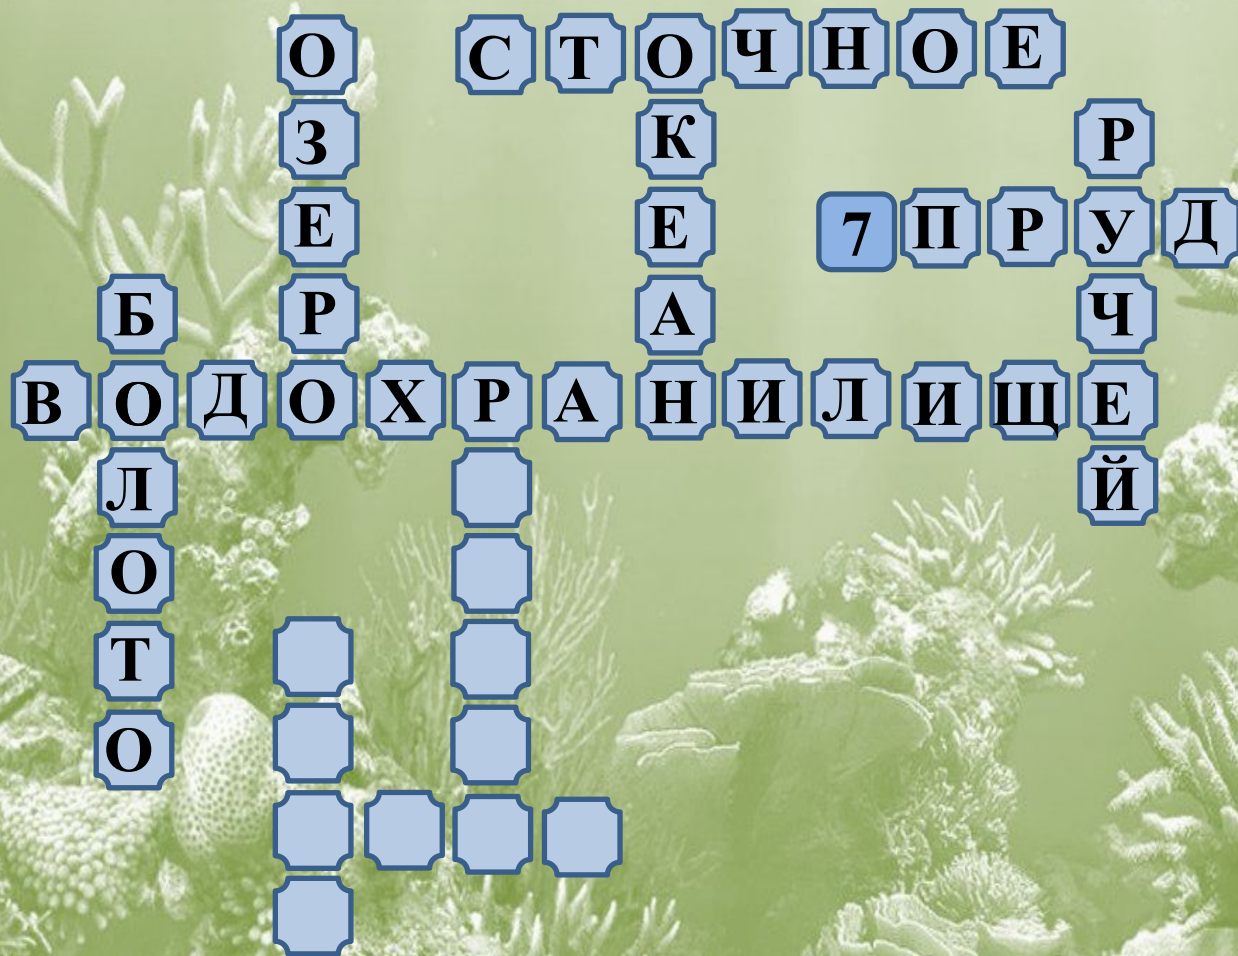 СТОЧНОЕ
ОЗЕРО
ОКЕАН
РУЧЕЙ
7 ПРУД
БОЛОТО
ВОДОХРАНИЛИЩЕ